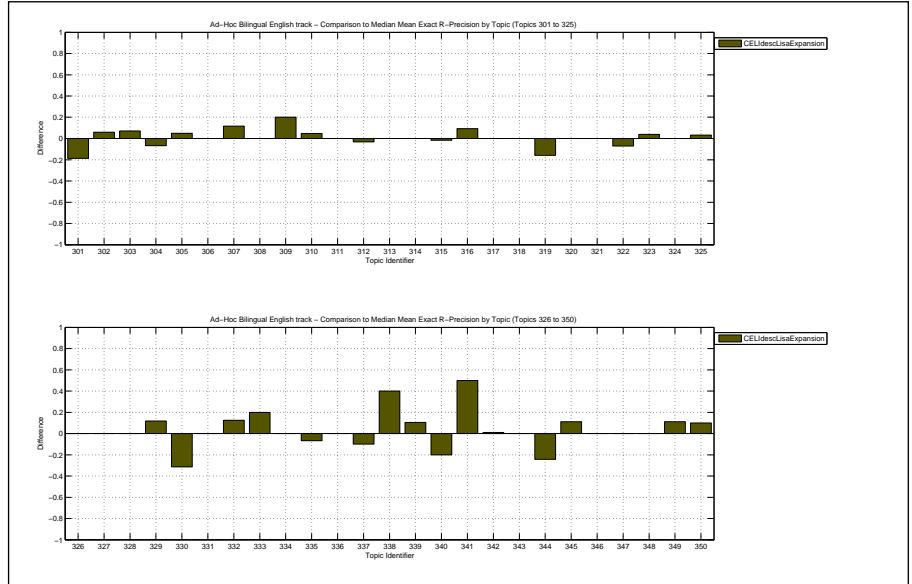 Ad−Hoc Bilingual English track − Comparison to Median Mean Exact R−Precision by Topic (Topics 301 to 325)
CELIdescLisaExpansion
1
0.8
0.6
0.4
0.2
0
−0.2
−0.4
−0.6
−0.8
−1
Difference
301 302 303 304 305 306 307 308 309 310 312 313 314 315 316 317 318 319 320 321 322 323 324 325
Topic Identifier
Ad−Hoc Bilingual English track − Comparison to Median Mean Exact R−Precision by Topic (Topics 326 to 350)
CELIdescLisaExpansion
1
0.8
0.6
0.4
0.2
0
−0.2
−0.4
−0.6
−0.8
−1
Difference
326 327 328 329 330 331 332 333 334 335 336 337 338 339 340 341 342 343 344 345 346 347 348 349 350
Topic Identifier